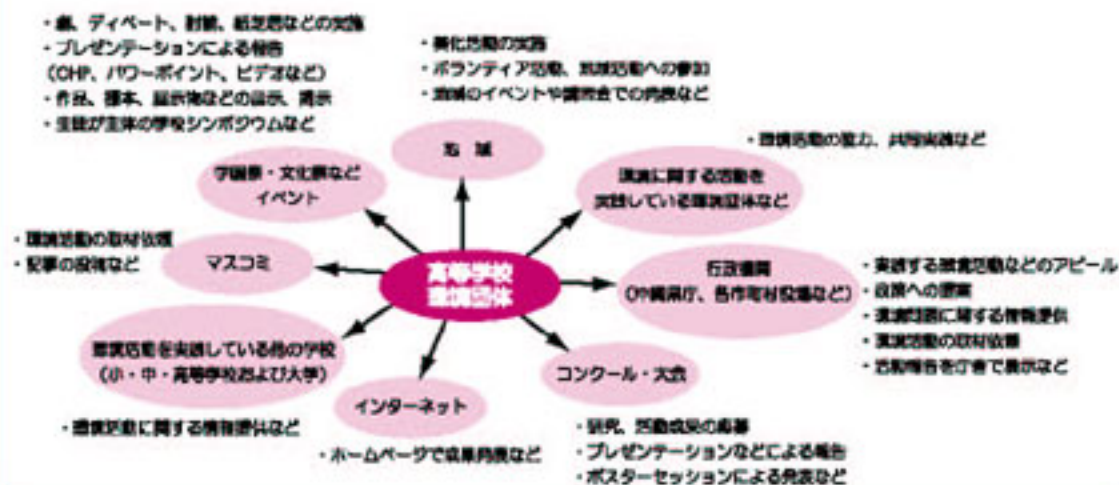 ・劇、ディベート、討論、紙芝居などの実施
・プレゼンテーションによる報告
（OHP、パワーポイント、ビデオなど）
・作品、標本、展示物などの展示、掲示
・生徒が主体の学校シンポジウムなど
・美化活動の実施
・ボランティア活動、地域活動への参加
・地域のイベントや講習会での発表など
地 域
・環境活動の協力、共同実践など
学園祭・文化祭など
イベント
環境に関する活動を
実践している環境団体など
・環境活動の取材依頼
・記事の投稿など
マスコミ
高等学校
環境団体
行政機関
（沖縄県庁、各市町村役場など）
・実践する環境活動などのアピール
・政策への提案
・環境問題に関する情報提供
・環境活動の取材依頼
・活動報告を庁舎で展示など
環境活動を実践している他の学校
（小・中・高等学校および大学）
インターネット
コンクール・大会
・環境活動に関する情報提供など
・ホームページで成果発表など
・研究、活動成果の応募
・プレゼンテーションなどによる報告
・ポスターセッションによる発表など